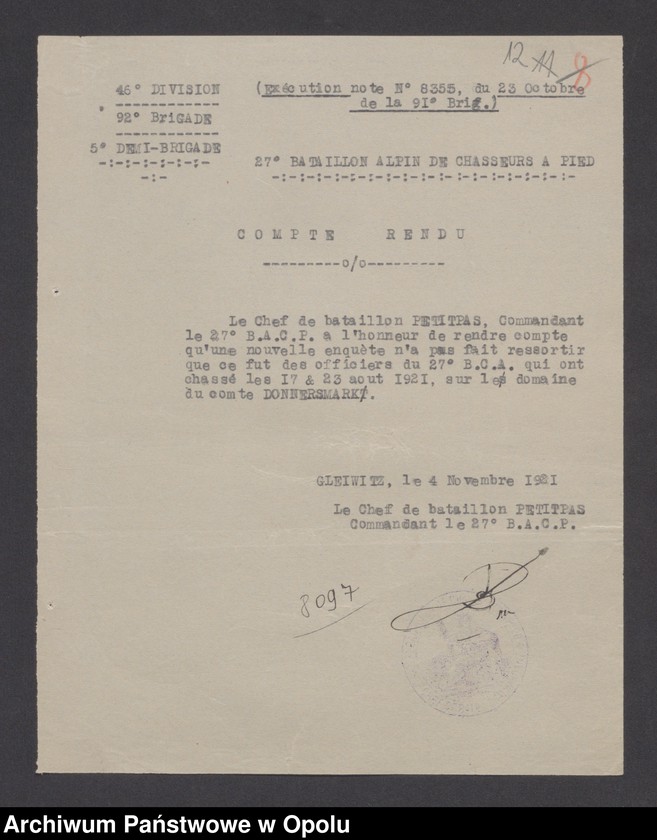 12 11 8
46° DIVISION
92° BRIGADE
5° DEMI-BRIGADE
(Exécution note N° 8355, du 23 Octobre
de la 91° Brig.)
27° BATAILLON ALPIN DE CHASSEURS A PIED
COMPTE RENDU
---------o/o---------
Le Chef de bataillon PETITPAS, Commandant
le 27° B.A.C.P. a l'honneur de rendre compte
qu'une nouvelle enquète n'a pas fait ressortir
que ce fut des officiers du 27° B.C.A. qui ont
chassé les 17 & 23 aout 1921, sur le domaine
du comte DONNERSMARK.
GLEIWITZ, le 4 Novembre 1921
Le Chef de bataillon PETITPAS
Commandant le 27° B.A.C.P.
8097
Archiwum Państwowe w Opolu